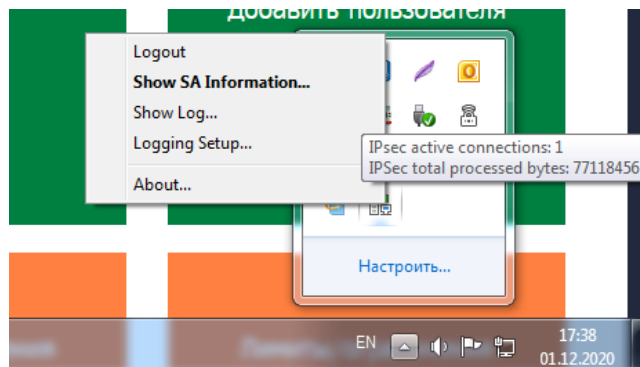 Добавить пользователя
Logout
Show SA Information...
Show Log...
Logging Setup...
About...
IPsec active connections: 1
IPSec total processed bytes: 77118456
Настроить...
EN
17:38
01.12.2020